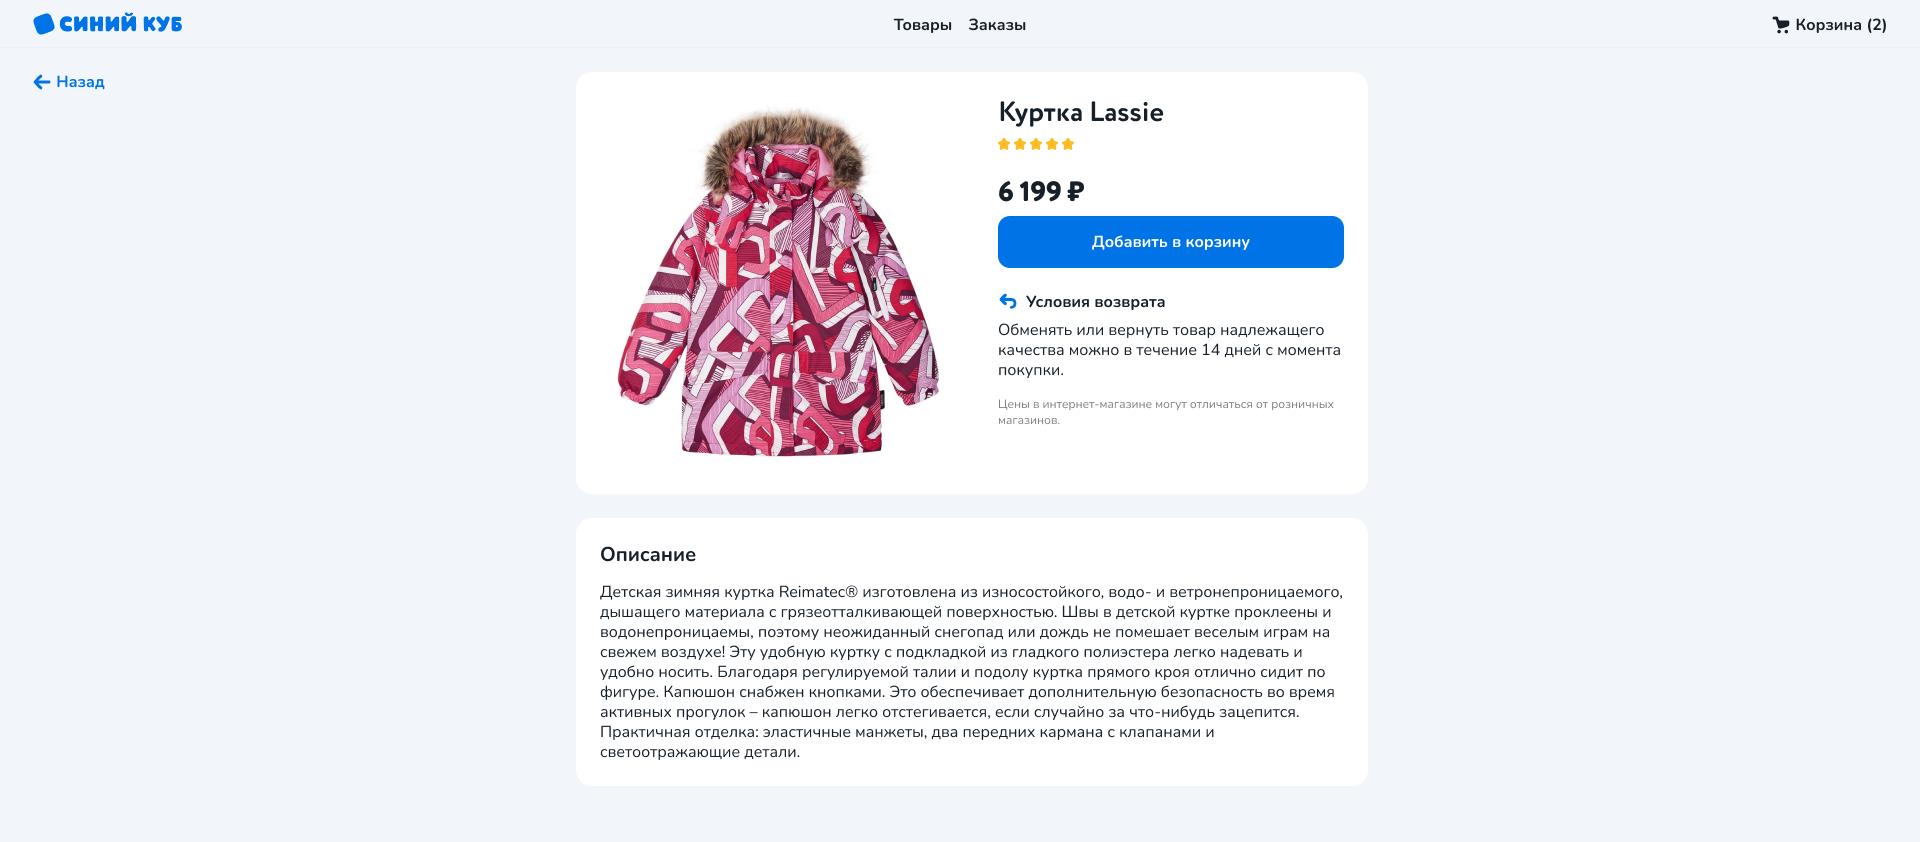 СИНИЙ КУБ
Товары Заказы
Корзина (2)
Назад
Куртка Lassie
6 199 ₽
Добавить в корзину
Условия возврата
Обменять или вернуть товар надлежащего
качества можно в течение 14 дней с момента
покупки.
Цены в интернет-магазине могут отличаться от розничных
магазинов.
Описание
Детская зимняя куртка Reimatec® изготовлена из износостойкого, водо- и ветронепроницаемого,
дышащего материала с грязеотталкивающей поверхностью. Швы в детской куртке проклеены и
водонепроницаемы, поэтому неожиданный снегопад или дождь не помешает веселым играм на
свежем воздухе! Эту удобную куртку с подкладкой из гладкого полиэстера легко надевать и
удобно носить. Благодаря регулируемой талии и подолу куртка прямого кроя отлично сидит по
фигуре. Капюшон снабжен кнопками. Это обеспечивает дополнительную безопасность во время
активных прогулок – капюшон легко отстегивается, если случайно за что-нибудь зацепится.
Практичная отделка: эластичные манжеты, два передних кармана с клапанами и
светоотражающие детали.